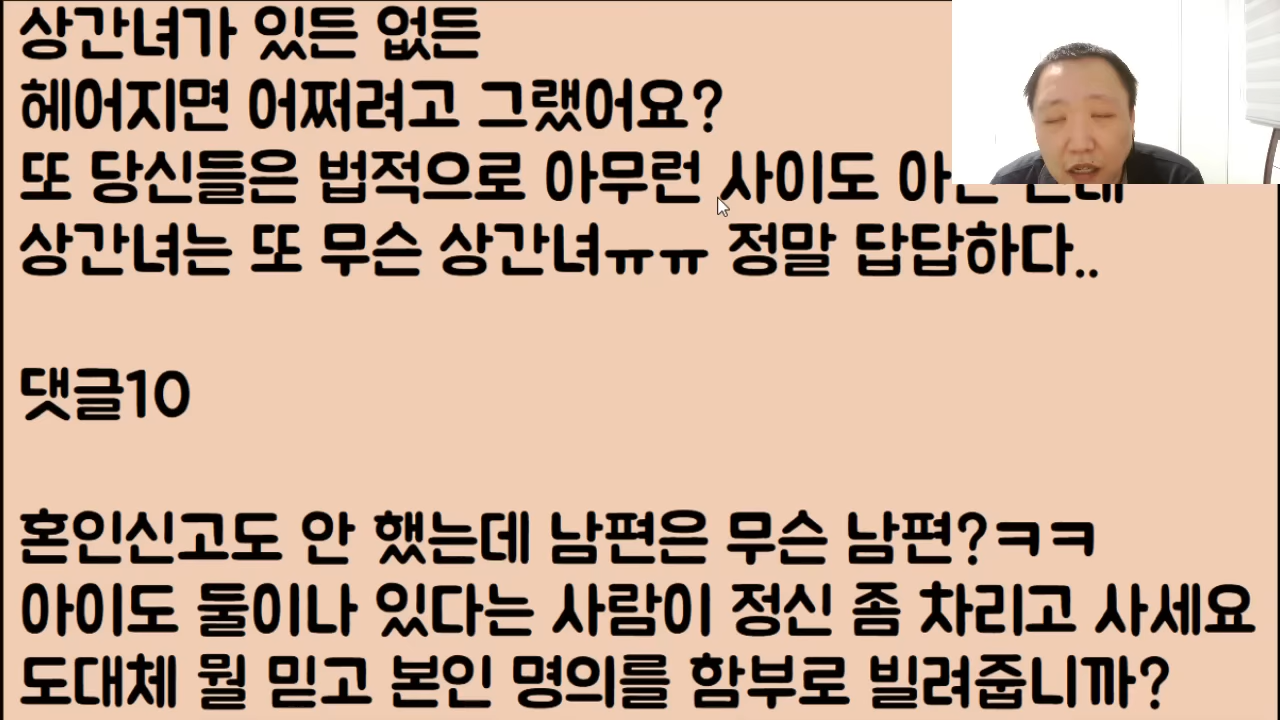 상간녀가 있든 없든
헤어지면 어쩌려고 그랬어요?
또 당신들은 법적으로 아무런 사이도
상간녀는 또 무슨 상간녀ㅠㅠ 정말 답답하다..
댓글10
혼인신고도 안 했는데 남편은 무슨 남편?ㅋㅋ
아이도 둘이나 있다는 사람이 정신 좀 차리고 사세요
도대체 뭘 믿고 본인 명의를 함부로 빌려줍니까?